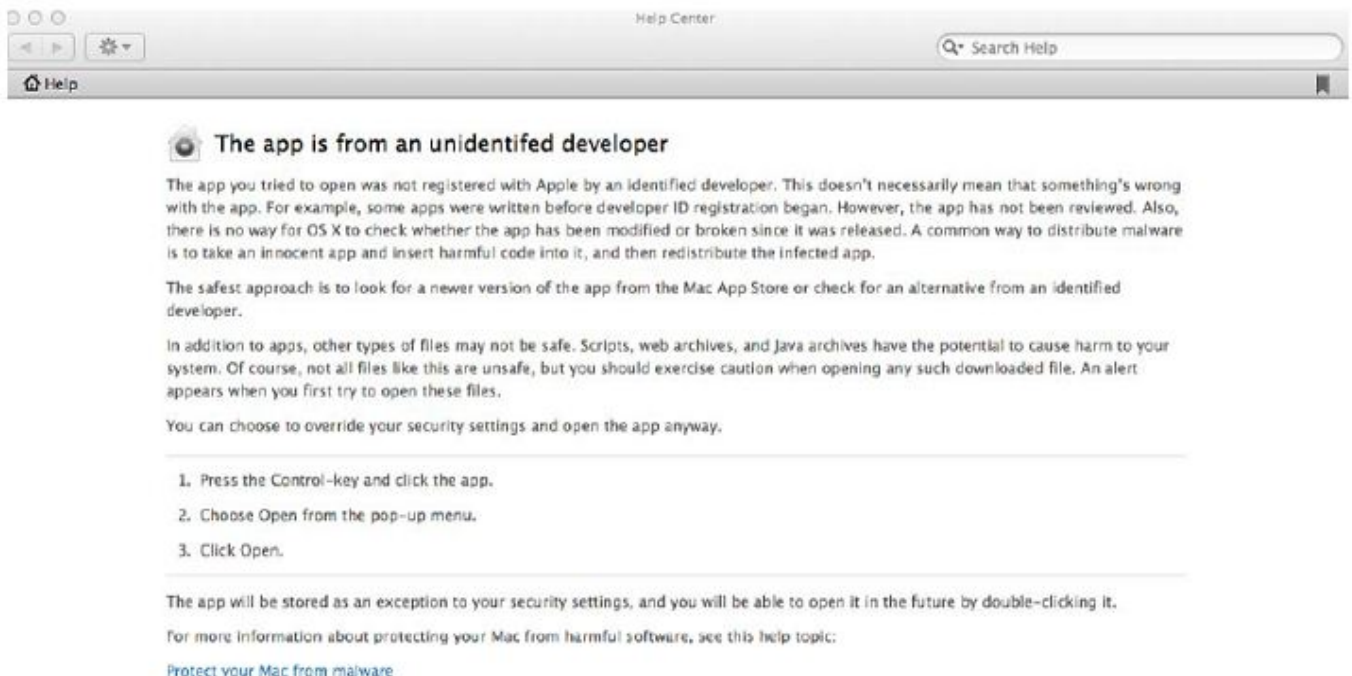 Help Center
Search Help
Help
The app is from an unidentifed developer
The app you tried to open was not registered with Apple by an identified developer. This doesn't necessarily mean that something's wrong
with the app. For example, some apps were written before developer ID registration began. However, the app has not been reviewed. Also,
there is no way for OS X to check whether the app has been modified or broken since it was released. A common way to distribute malware
is to take an innocent app and insert harmful code into it, and then redistribute the infected app.
The safest approach is to look for a newer version of the app from the Mac App Store or check for an alternative from an identified
developer.
In addition to apps, other types of files may not be safe. Scripts, web archives, and Java archives have the potential to cause harm to your
system. Of course, not all files like this are unsafe, but you should exercise caution when opening any such downloaded file. An alert
appears when you first try to open these files.
You can choose to override your security settings and open the app anyway.
1. Press the Control-key and click the app.
2. Choose Open from the pop-up menu.
3. Click Open.
The app will be stored as an exception to your security settings, and you will be able to open it in the future by double-clicking it.
For more information about protecting your Mac from harmful software, see this help topic:
Protect your Mac from malware